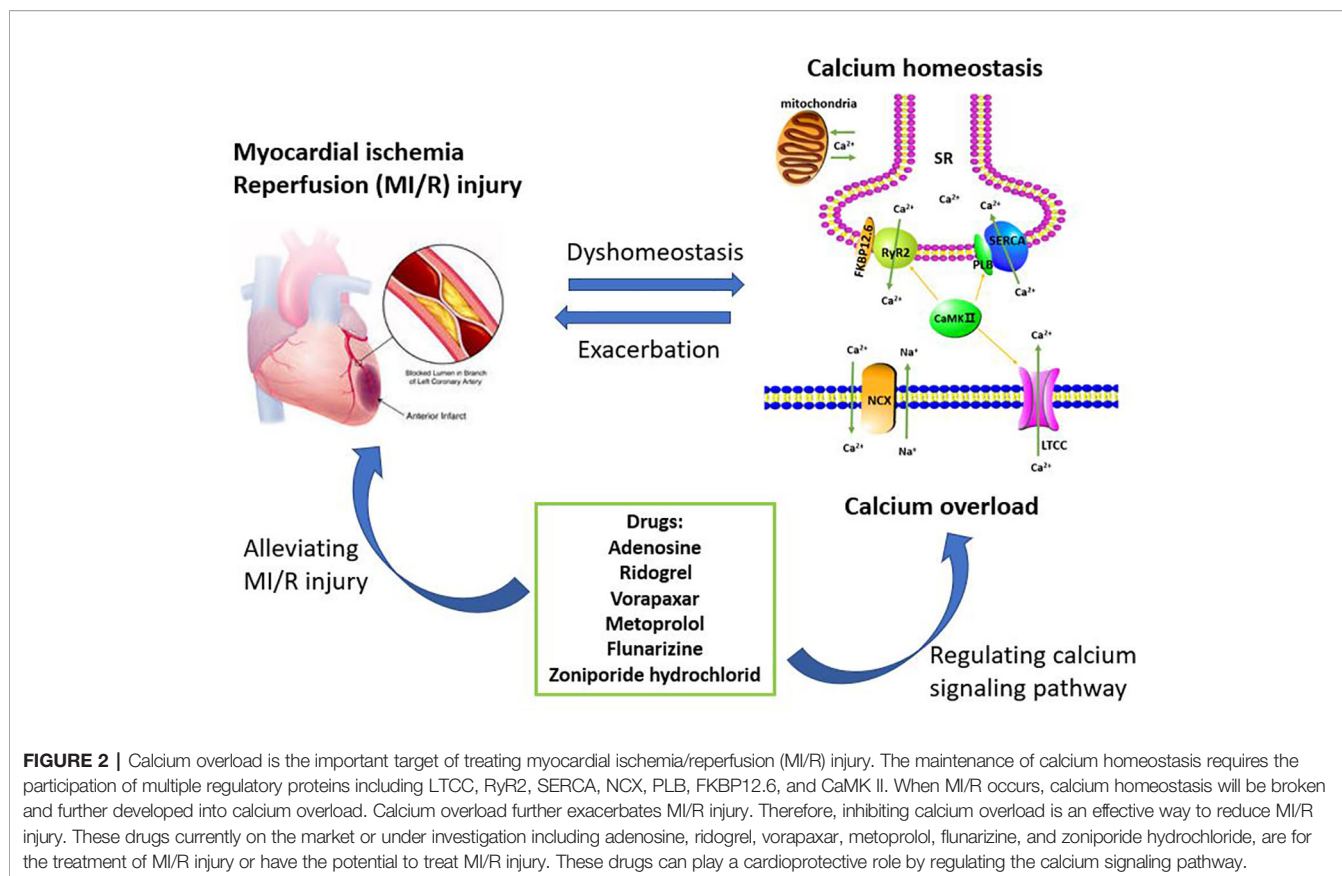 Calcium homeostasis
mitochondria
Ca²⁺
SR
Ca²⁺
Ca²⁺
Ca²⁺
FKBP12.6
RyR2
SERCA
PLB
Ca²⁺
Ca²⁺
CaMKⅡ
Ca²⁺
Ca²⁺
Na⁺
NCX
Ca²⁺
Na⁺
LTCC
Ca²⁺
Calcium overload
Myocardial ischemia
Reperfusion (MI/R) injury
Blocked Lumen in Branch
of Left Coronary Artery
Anterior Infarct
Dyshomeostasis
Exacerbation
Alleviating
MI/R injury
Drugs:
Adenosine
Ridogrel
Vorapaxar
Metoprolol
Flunarizine
Zoniporide hydrochlorid
Regulating calcium
signaling pathway
FIGURE 2 | Calcium overload is the important target of treating myocardial ischemia/reperfusion (MI/R) injury. The maintenance of calcium homeostasis requires the
participation of multiple regulatory proteins including LTCC, RyR2, SERCA, NCX, PLB, FKBP12.6, and CaMK II. When MI/R occurs, calcium homeostasis will be broken
and further developed into calcium overload. Calcium overload further exacerbates MI/R injury. Therefore, inhibiting calcium overload is an effective way to reduce MI/R
injury. These drugs currently on the market or under investigation including adenosine, ridogrel, vorapaxar, metoprolol, flunarizine, and zoniporide hydrochloride, are for
the treatment of MI/R injury or have the potential to treat MI/R injury. These drugs can play a cardioprotective role by regulating the calcium signaling pathway.